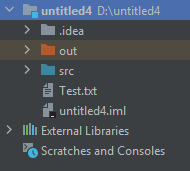 untitled4 D:\untitled4
.idea
out
src
Test.txt
untitled4.iml
External Libraries
Scratches and Consoles